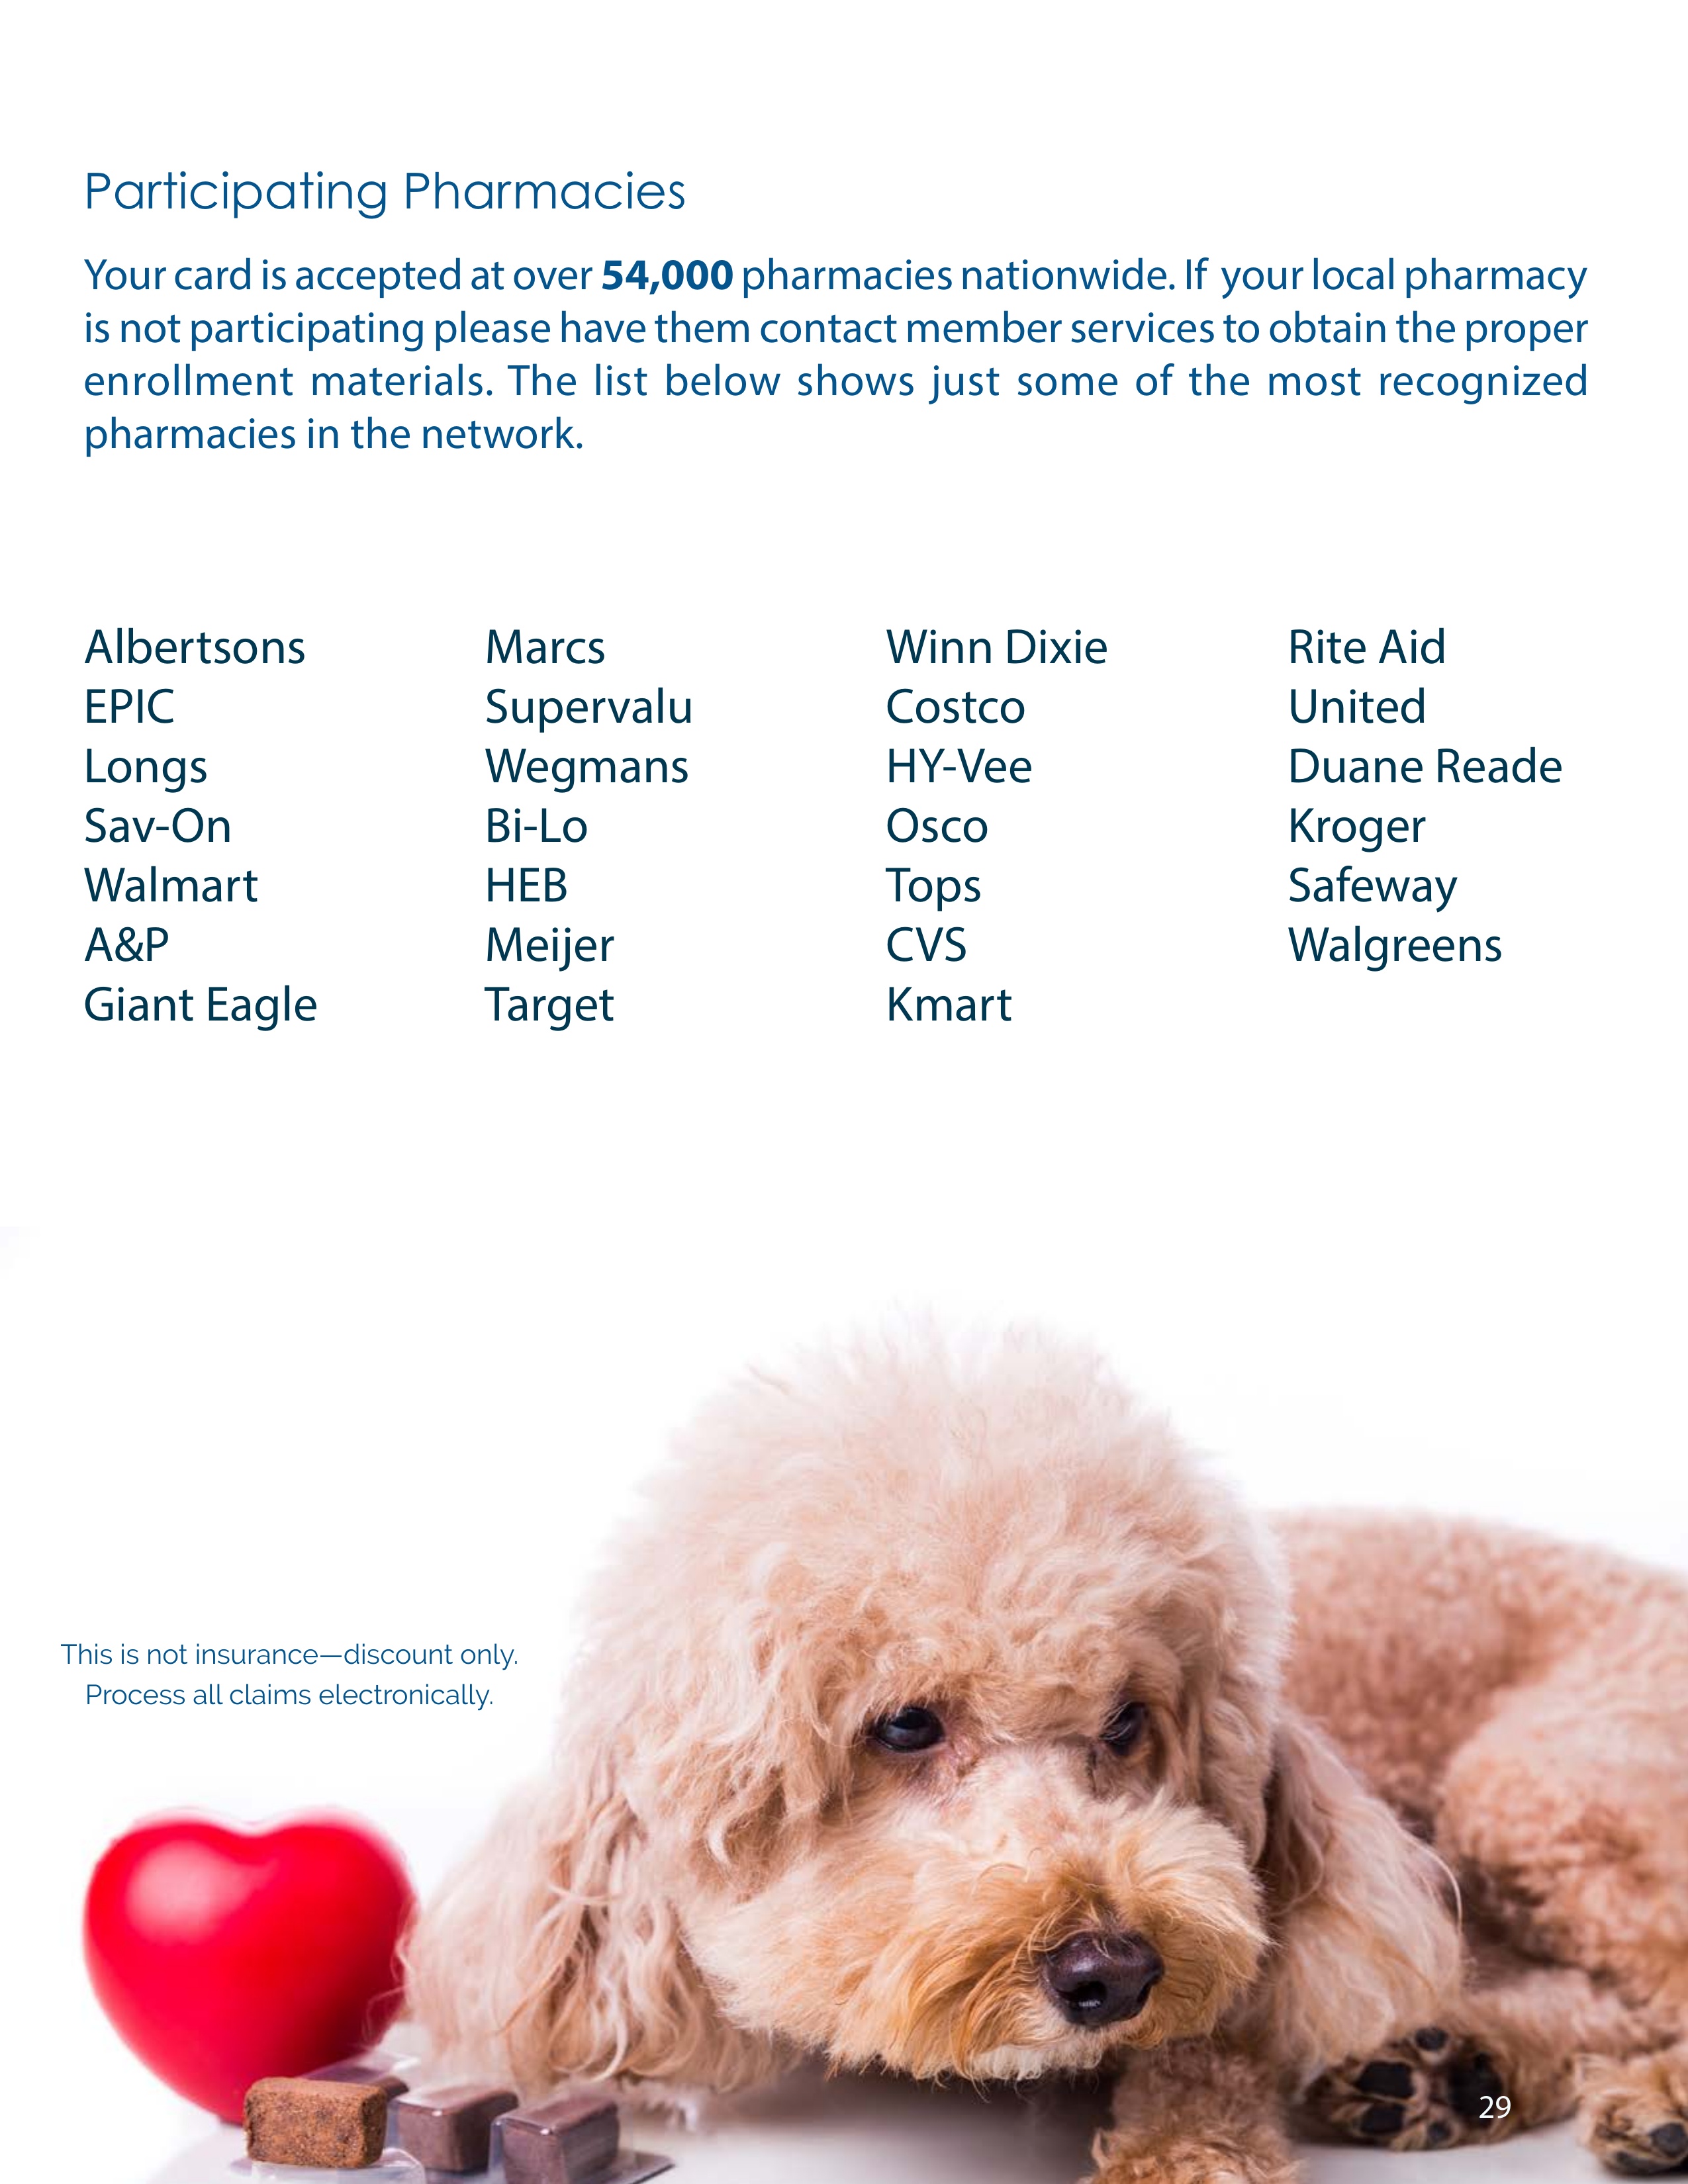 Participating Pharmacies
Your card is accepted at over 54,000 pharmacies nationwide. If your local pharmacy
is not participating please have them contact member services to obtain the proper
enrollment materials. The list below shows just some of the most recognized
pharmacies in the network.
Albertsons
EPIC
Longs
Sav-On
Walmart
A&P
Giant Eagle
Marcs
Supervalu
Wegmans
Bi-Lo
HEB
Meijer
Target
Winn Dixie
Costco
HY-Vee
Osco
Tops
CVS
Kmart
Rite Aid
United
Duane Reade
Kroger
Safeway
Walgreens
This is not insurance—discount only.
Process all claims electronically.
29